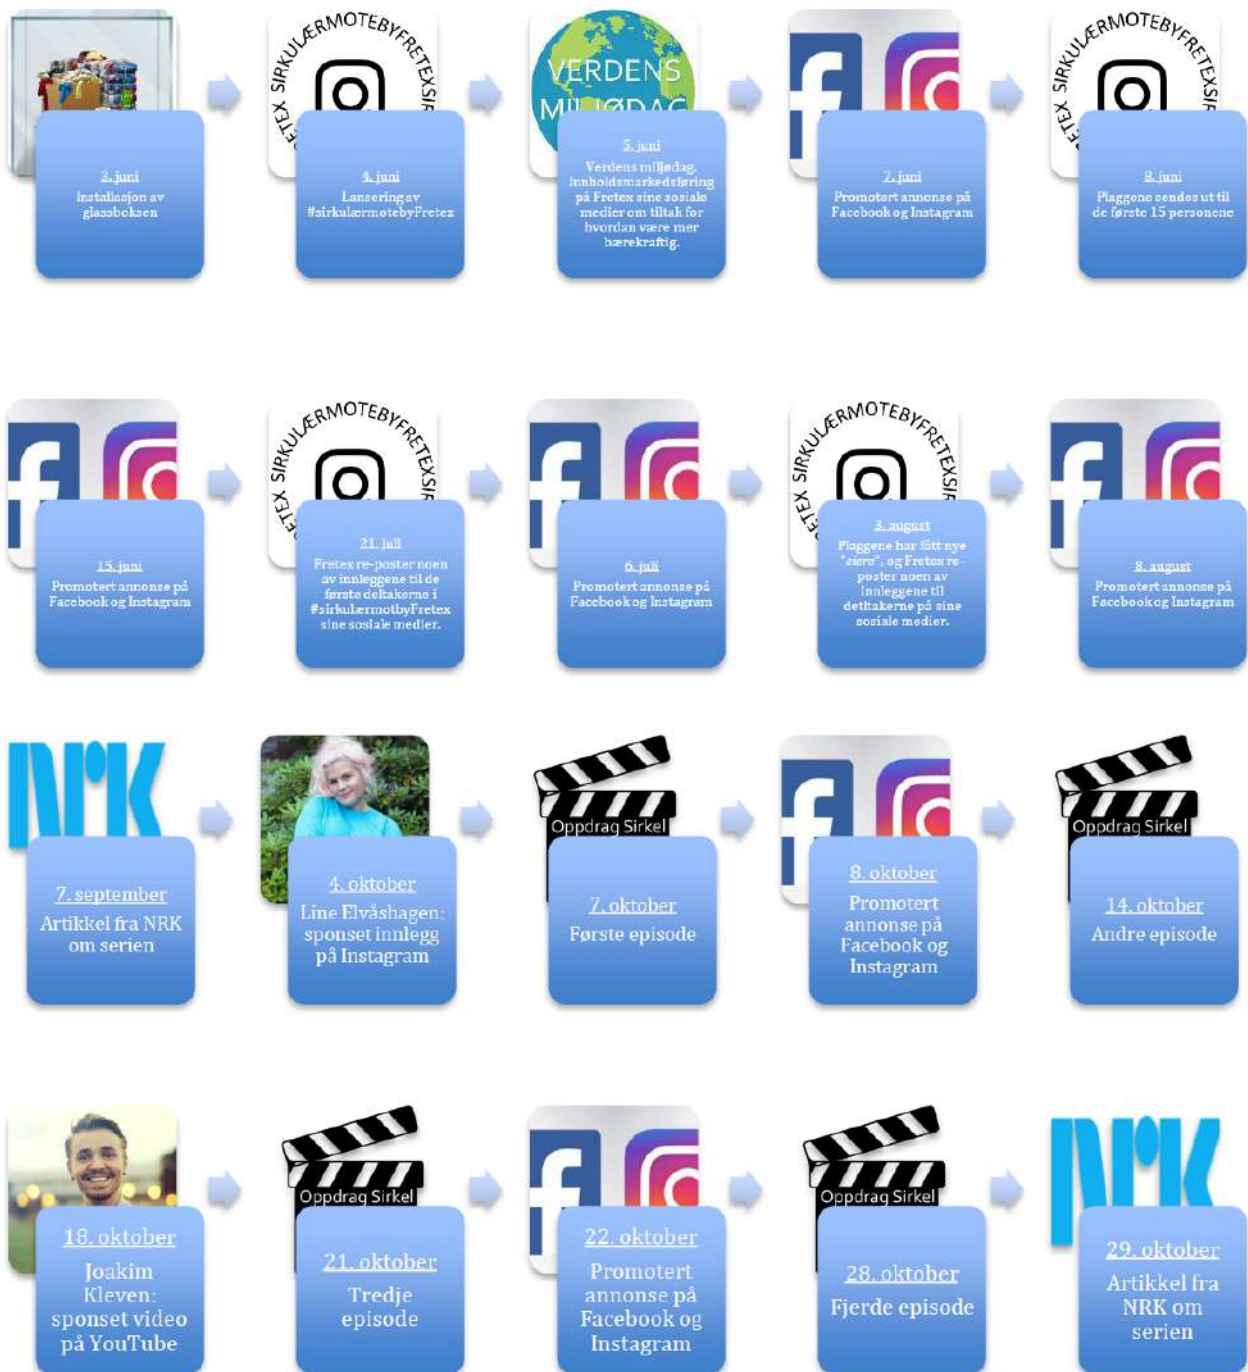 SIRKULÆRMOTEBYFRETEXSIR
VERDENS
MILJØDAG
SIRKULÆRMOTEBYFRETEXSIR
3. juni
Installasjon av
glassboksen
4. juni
Lansering av
#sirkulærmotebyFretex
5. juni
Verdens miljødag.
Innholdsmarkedsføring
på Fretex sine sosiale
medier om tiltak for
hvordan være mer
bærekraftig.
7. juni
Promotert annonse på
Facebook og Instagram
8. juni
Plaggene sendes ut til
de første 15 personene
SIRKULÆRMOTEBYFRETEXSIR
SIRKULÆRMOTEBYFRETEXSIR
15. juni
Promotert annonse på
Facebook og Instagram
21. juli
Fretex re-poster noen
av innleggene til de
første deltakerne i
#sirkulærmotbyFretex
sine sosiale medier.
6. juli
Promotert annonse på
Facebook og Instagram
3. august
Plaggene har fått nye
"eiere", og Fretex re-
poster noen av
innleggene til
deltakerne på sine
sosiale medier.
8. august
Promotert annonse på
Facebook og Instagram
NRK
7. september
Artikkel fra NRK
om serien
4. oktober
Line Elvåshagen:
sponset innlegg
på Instagram
Oppdrag Sirkel
7. oktober
Første episode
8. oktober
Promotert
annonse på
Facebook og
Instagram
Oppdrag Sirkel
14. oktober
Andre episode
18. oktober
Joakim
Kleven:
sponset video
på YouTube
Oppdrag Sirkel
21. oktober
Tredje
episode
22. oktober
Promotert
annonse på
Facebook og
Instagram
Oppdrag Sirkel
28. oktober
Fjerde episode
NRK
29. oktober
Artikkel fra
NRK om
serien